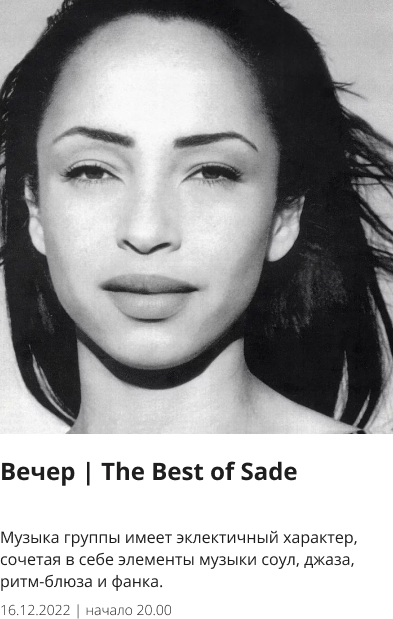 Вечер | The Best of Sade
Музыка группы имеет эклектичный характер,
сочетая в себе элементы музыки соул, джаза,
ритм-блюза и фанка.
16.12.2022 | начало 20.00